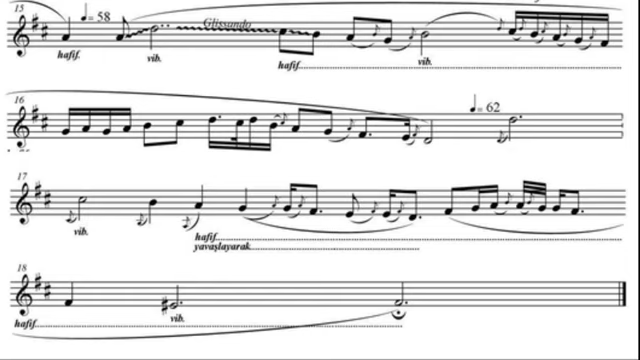 15
= 58
Glissando
hafif.
vib.
hafif
vib.
16
= 62
17
vib.
hafif
yavaşlayarak
18
hafif
vib.